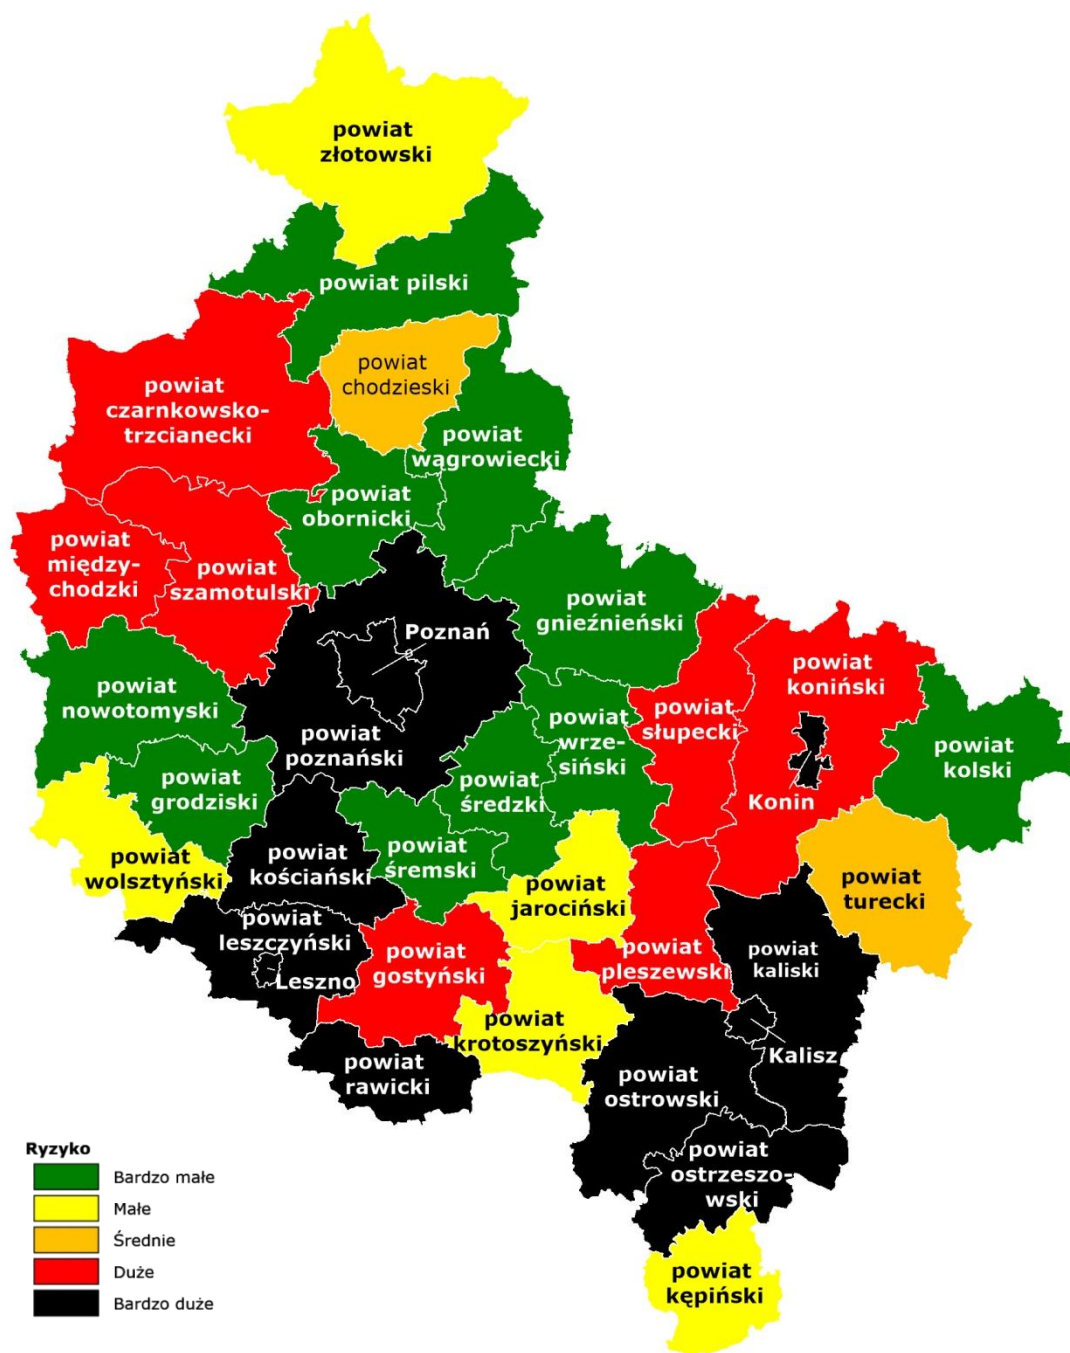 powiat
złotowski
powiat pilski
powiat
chodzieski
powiat
czarnkowsko-
trzcianecki
powiat
wągrowiecki
powiat
obornicki
powiat
między-
chodzki
powiat
szamotulski
powiat
gnieźnieński
Poznań
powiat
koniński
powiat
nowotomyski
powiat
słupecki
powiat
wrze-
siński
powiat
poznański
powiat
kolski
powiat
grodziski
powiat
średzki
Konin
powiat
śremski
powiat
kościański
powiat
wolsztyński
powiat
turecki
powiat
jarociński
powiat
leszczyński
Leszno
powiat
gostyński
powiat
pleszewski
powiat
kaliski
powiat
krotoszyński
Kalisz
powiat
rawicki
powiat
ostrowski
powiat
ostrzeszo-
wski
powiat
kępiński
Ryzyko
Bardzo małe
Małe
Średnie
Duże
Bardzo duże